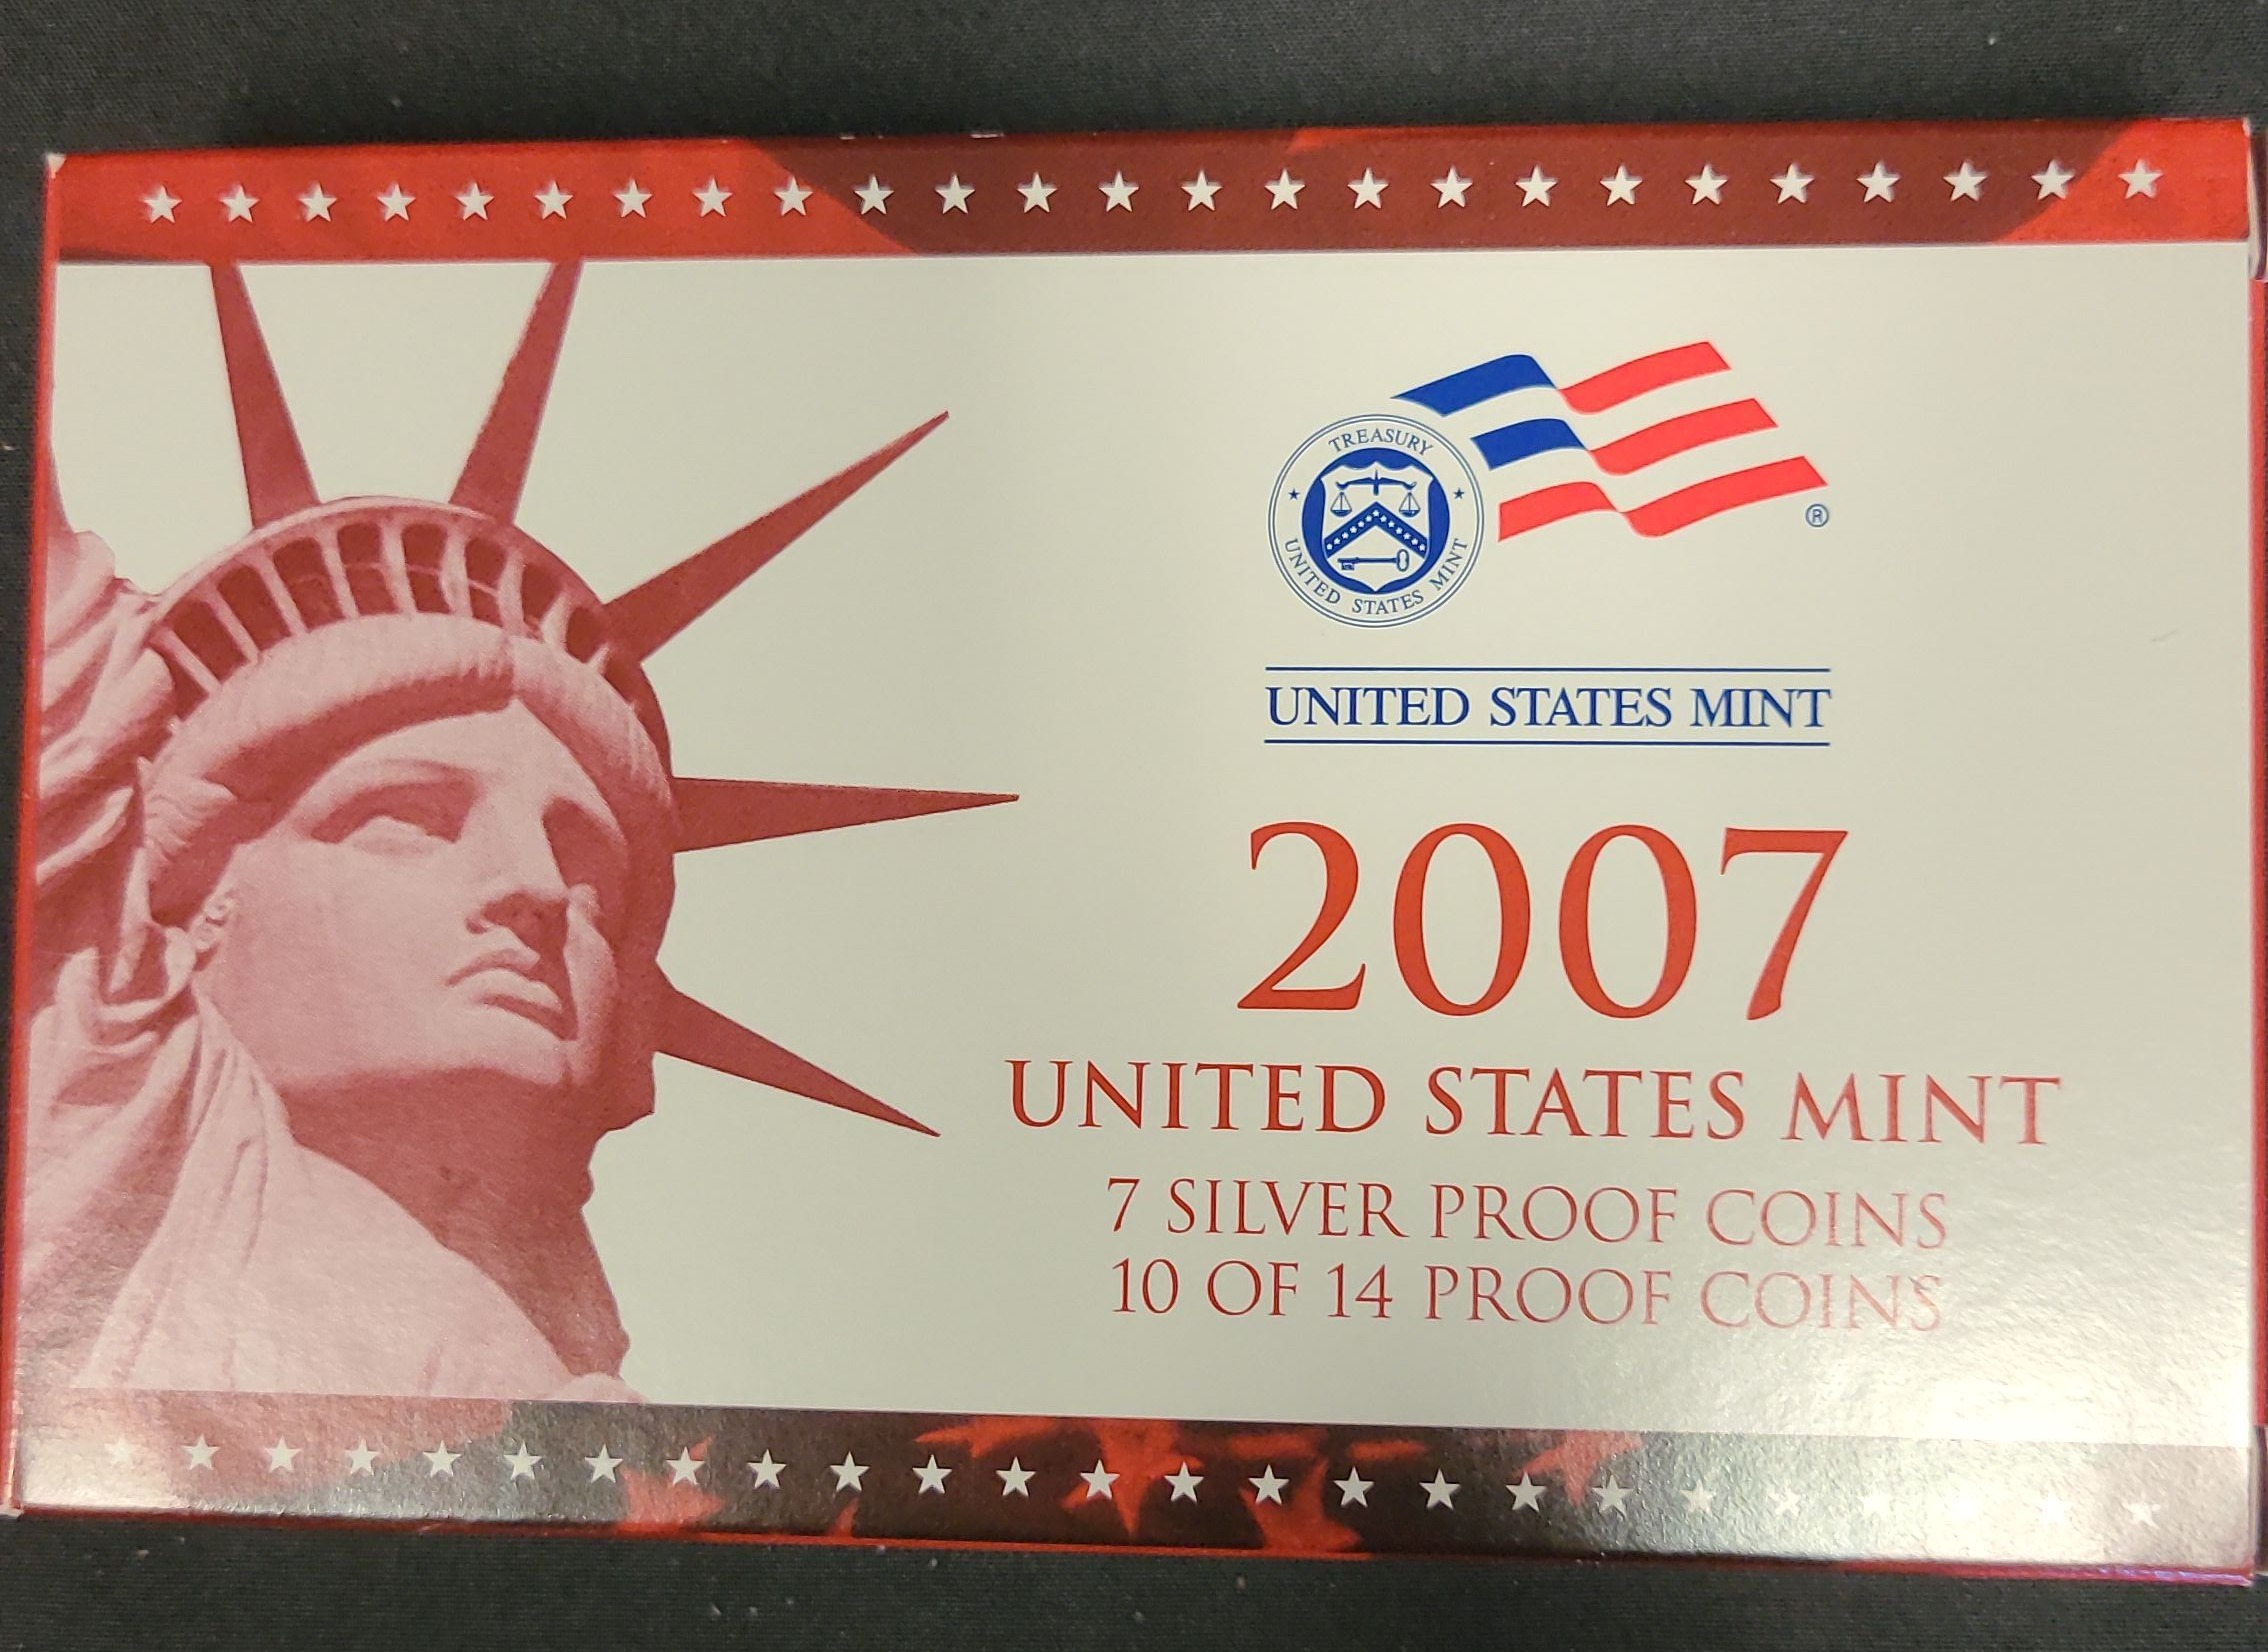 TREASURY
UNITED STATES MINT
®
UNITED STATES MINT
2007
UNITED STATES MINT
7 SILVER PROOF COINS
10 OF 14 PROOF COINS